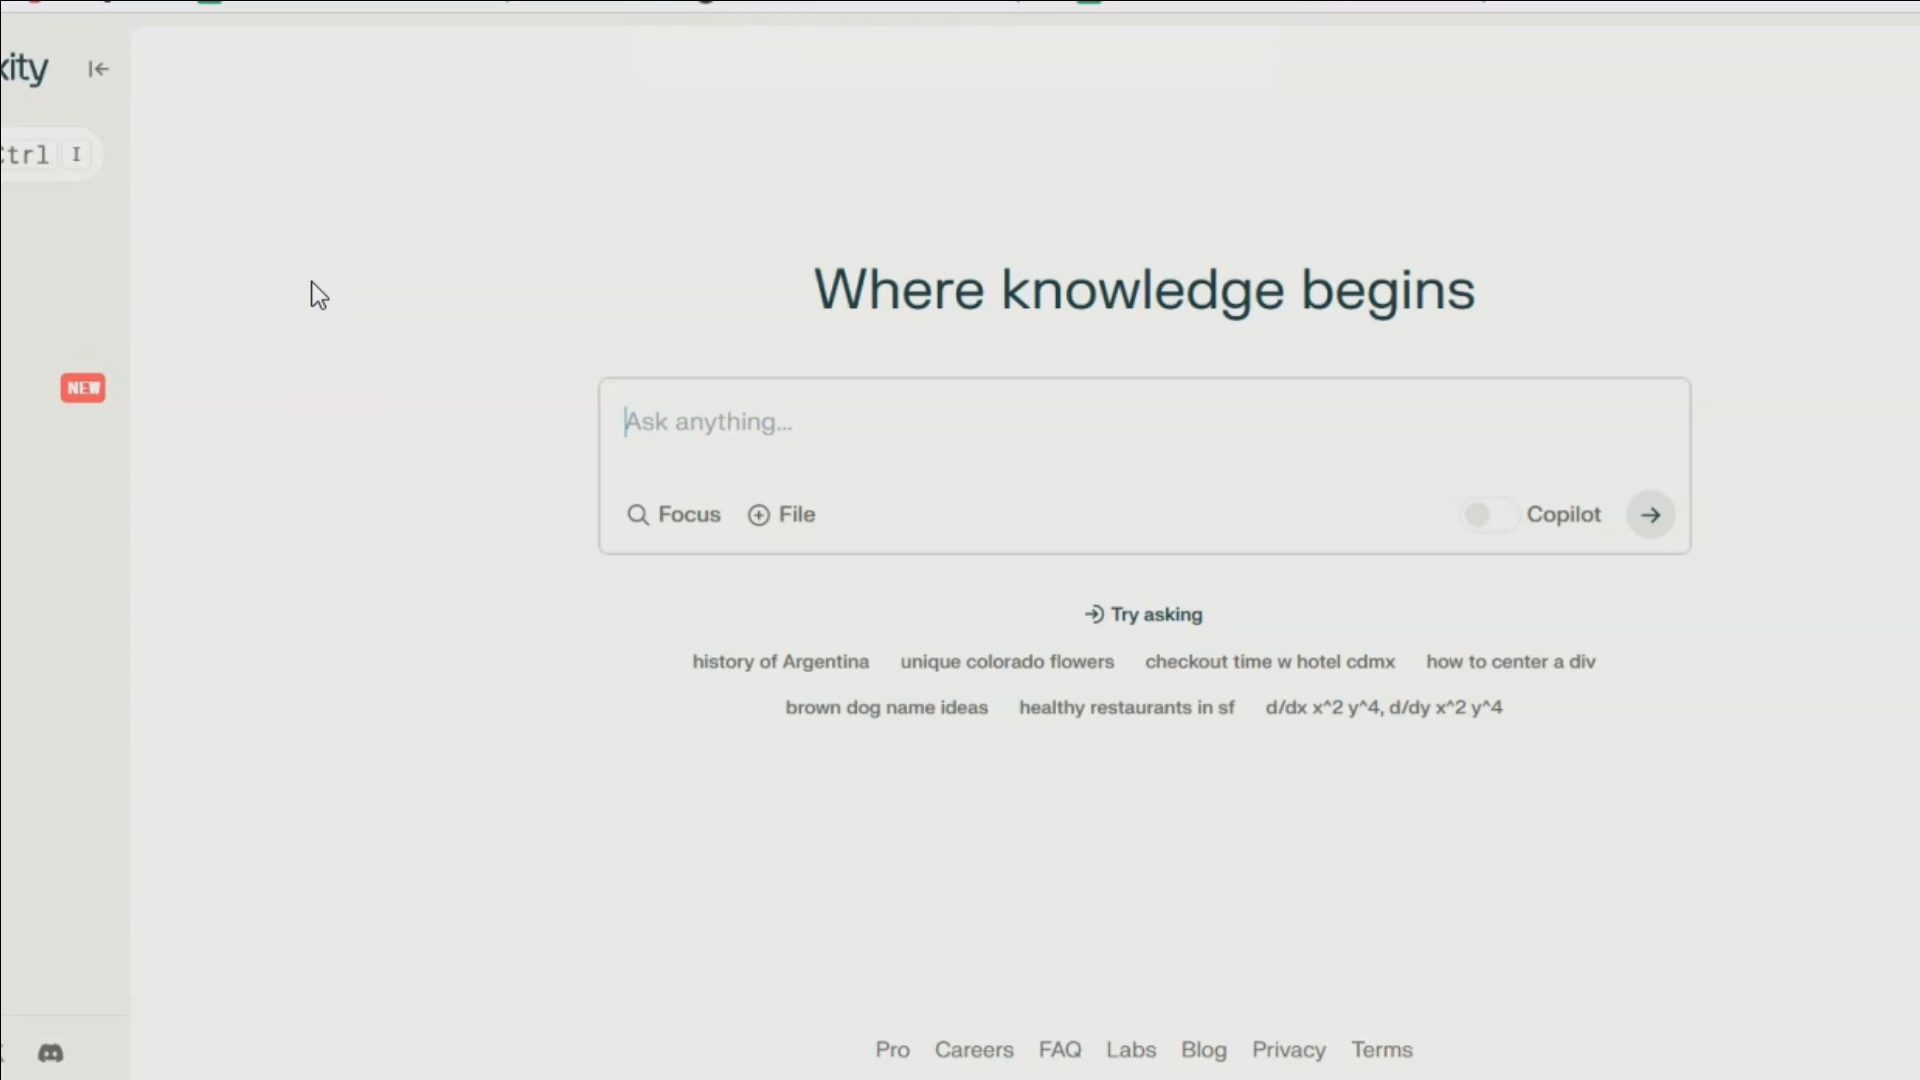 xity
Ctrl I
NEW
Where knowledge begins
Ask anything...
Focus File Copilot
Try asking
history of Argentina unique colorado flowers checkout time w hotel cdmx how to center a div
brown dog name ideas healthy restaurants in sf d/dx x^2 y^4, d/dy x^2 y^4
Pro Careers FAQ Labs Blog Privacy Terms